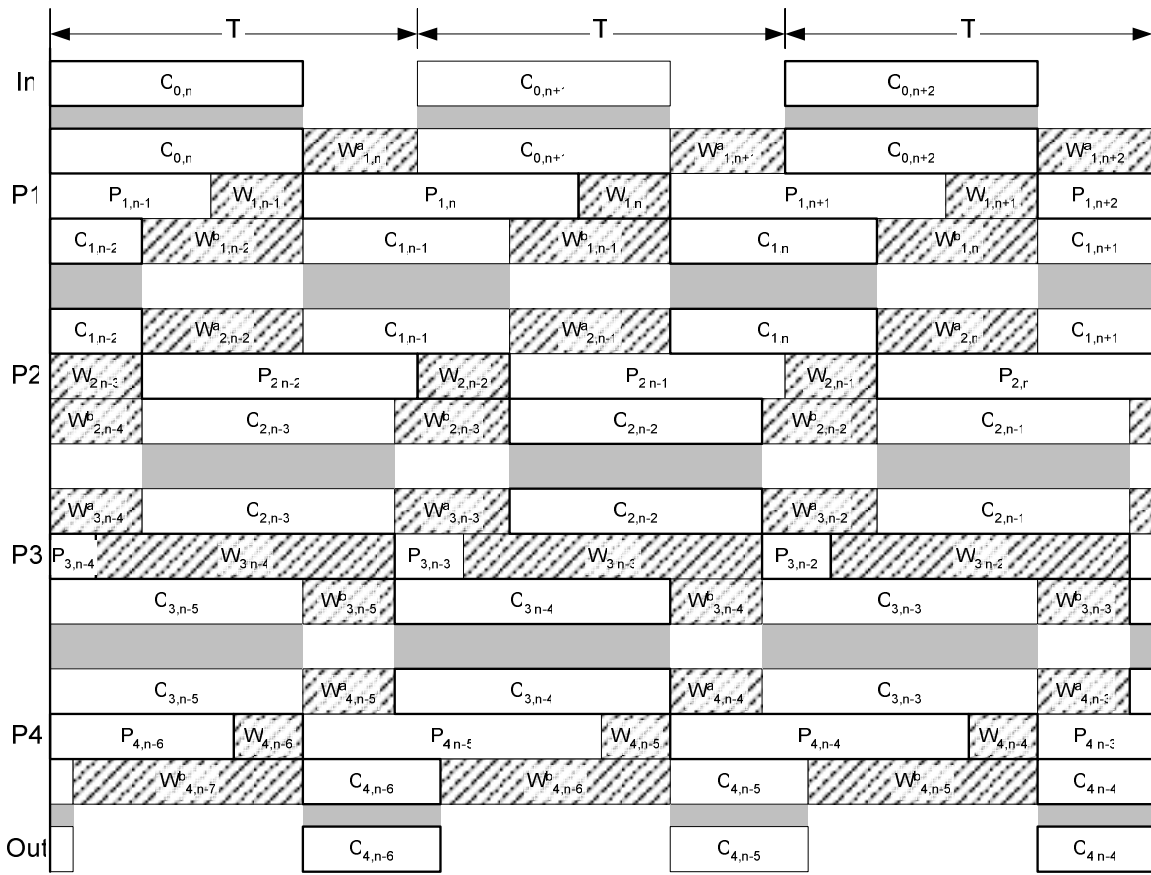 T T T
In C0,n C0,n+1 C0,n+2
C0,n Wa1,n C0,n+1 Wa1,n+1 C0,n+2 Wa1,n+2
P1 P1,n-1 W1,n-1 P1,n W1,n P1,n+1 W1,n+1 P1,n+2
C1,n-2 Wb1,n-2 C1,n-1 Wb1,n-1 C1,n Wb1,n C1,n+1
C1,n-2 Wa2,n-2 C1,n-1 Wa2,n-1 C1,n Wa2,n C1,n+1
P2 W2,n-3 P2,n-2 W2,n-2 P2,n-1 W2,n-1 P2,n
Wb2,n-4 C2,n-3 Wb2,n-3 C2,n-2 Wb2,n-2 C2,n-1
Wa3,n-4 C2,n-3 Wa3,n-3 C2,n-2 Wa3,n-2 C2,n-1
P3 P3,n-4 W3,n-4 P3,n-3 W3,n-3 P3,n-2 W3,n-2
C3,n-5 Wb3,n-5 C3,n-4 Wb3,n-4 C3,n-3 Wb3,n-3
C3,n-5 Wa4,n-5 C3,n-4 Wa4,n-4 C3,n-3 Wa4,n-3
P4 P4,n-6 W4,n-6 P4,n-5 W4,n-5 P4,n-4 W4,n-4 P4,n-3
Wb4,n-7 C4,n-6 Wb4,n-6 C4,n-5 Wb4,n-5 C4,n-4
Out C4,n-6 C4,n-5 C4,n-4